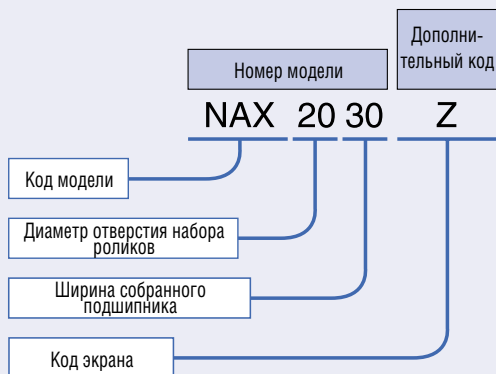 Дополни-
тельный код
Номер модели
NAX 20 30 Z
Код модели
Диаметр отверстия набора
роликов
Ширина собранного
подшипника
Код экрана